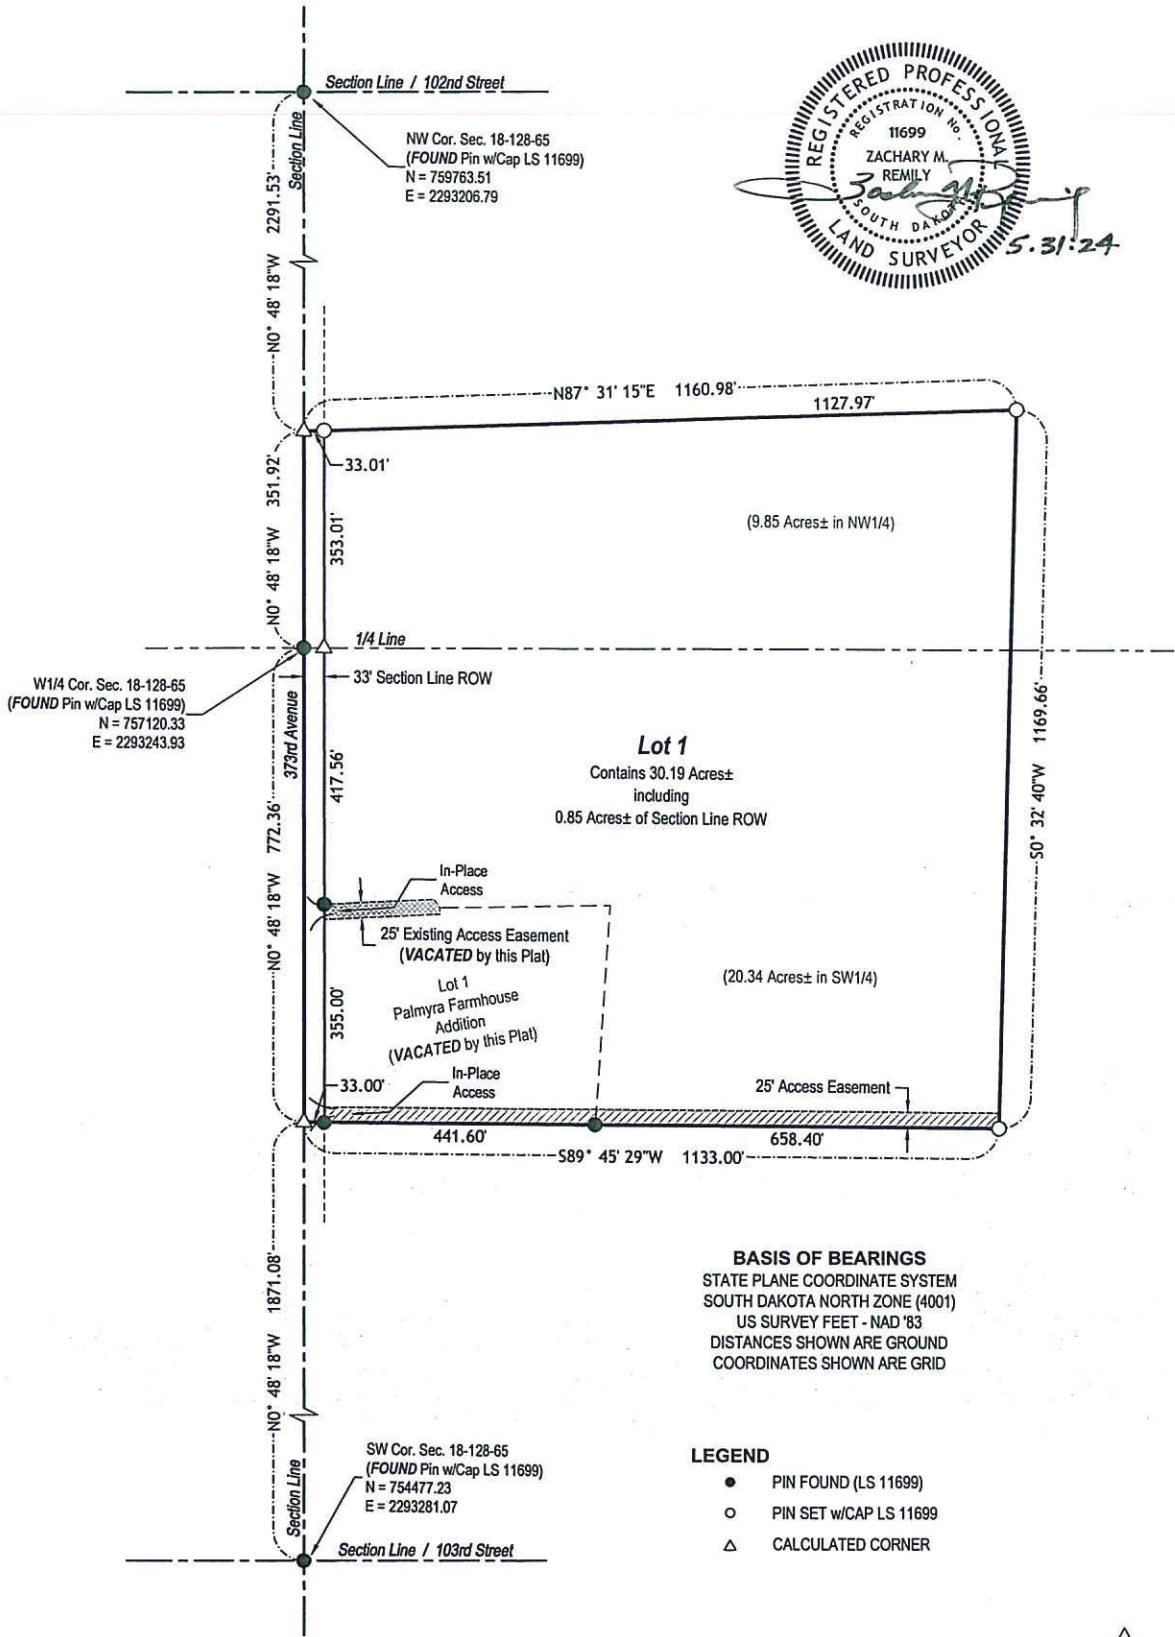 Section Line / 102nd Street
Section Line
NW Cor. Sec. 18-128-65
(FOUND Pin w/Cap LS 11699)
N = 759763.51
E = 2293206.79
REGISTERED PROFESSIONAL
LAND SURVEYOR
REGISTRATION No.
11699
ZACHARY M.
REMILY
SOUTH DAKOTA
5.31.24
N0° 48' 18"W 2291.53'
N87° 31' 15"E 1160.98'
1127.97'
33.01'
N0° 48' 18"W 351.92'
353.01'
(9.85 Acres± in NW1/4)
1/4 Line
33' Section Line ROW
W1/4 Cor. Sec. 18-128-65
(FOUND Pin w/Cap LS 11699)
N = 757120.33
E = 2293243.93
373rd Avenue
417.56'
N0° 48' 18"W 772.36'
Lot 1
Contains 30.19 Acres±
including
0.85 Acres± of Section Line ROW
S0° 32' 40"W 1169.66'
In-Place
Access
25' Existing Access Easement
(VACATED by this Plat)
Lot 1
Palmyra Farmhouse
Addition
(VACATED by this Plat)
355.00'
(20.34 Acres± in SW1/4)
33.00'
In-Place
Access
25' Access Easement
441.60'
658.40'
S89° 45' 29"W 1133.00'
N0° 48' 18"W 1871.08'
BASIS OF BEARINGS
STATE PLANE COORDINATE SYSTEM
SOUTH DAKOTA NORTH ZONE (4001)
US SURVEY FEET - NAD '83
DISTANCES SHOWN ARE GROUND
COORDINATES SHOWN ARE GRID
SW Cor. Sec. 18-128-65
(FOUND Pin w/Cap LS 11699)
N = 754477.23
E = 2293281.07
Section Line
Section Line / 103rd Street
LEGEND
PIN FOUND (LS 11699)
PIN SET w/CAP LS 11699
CALCULATED CORNER